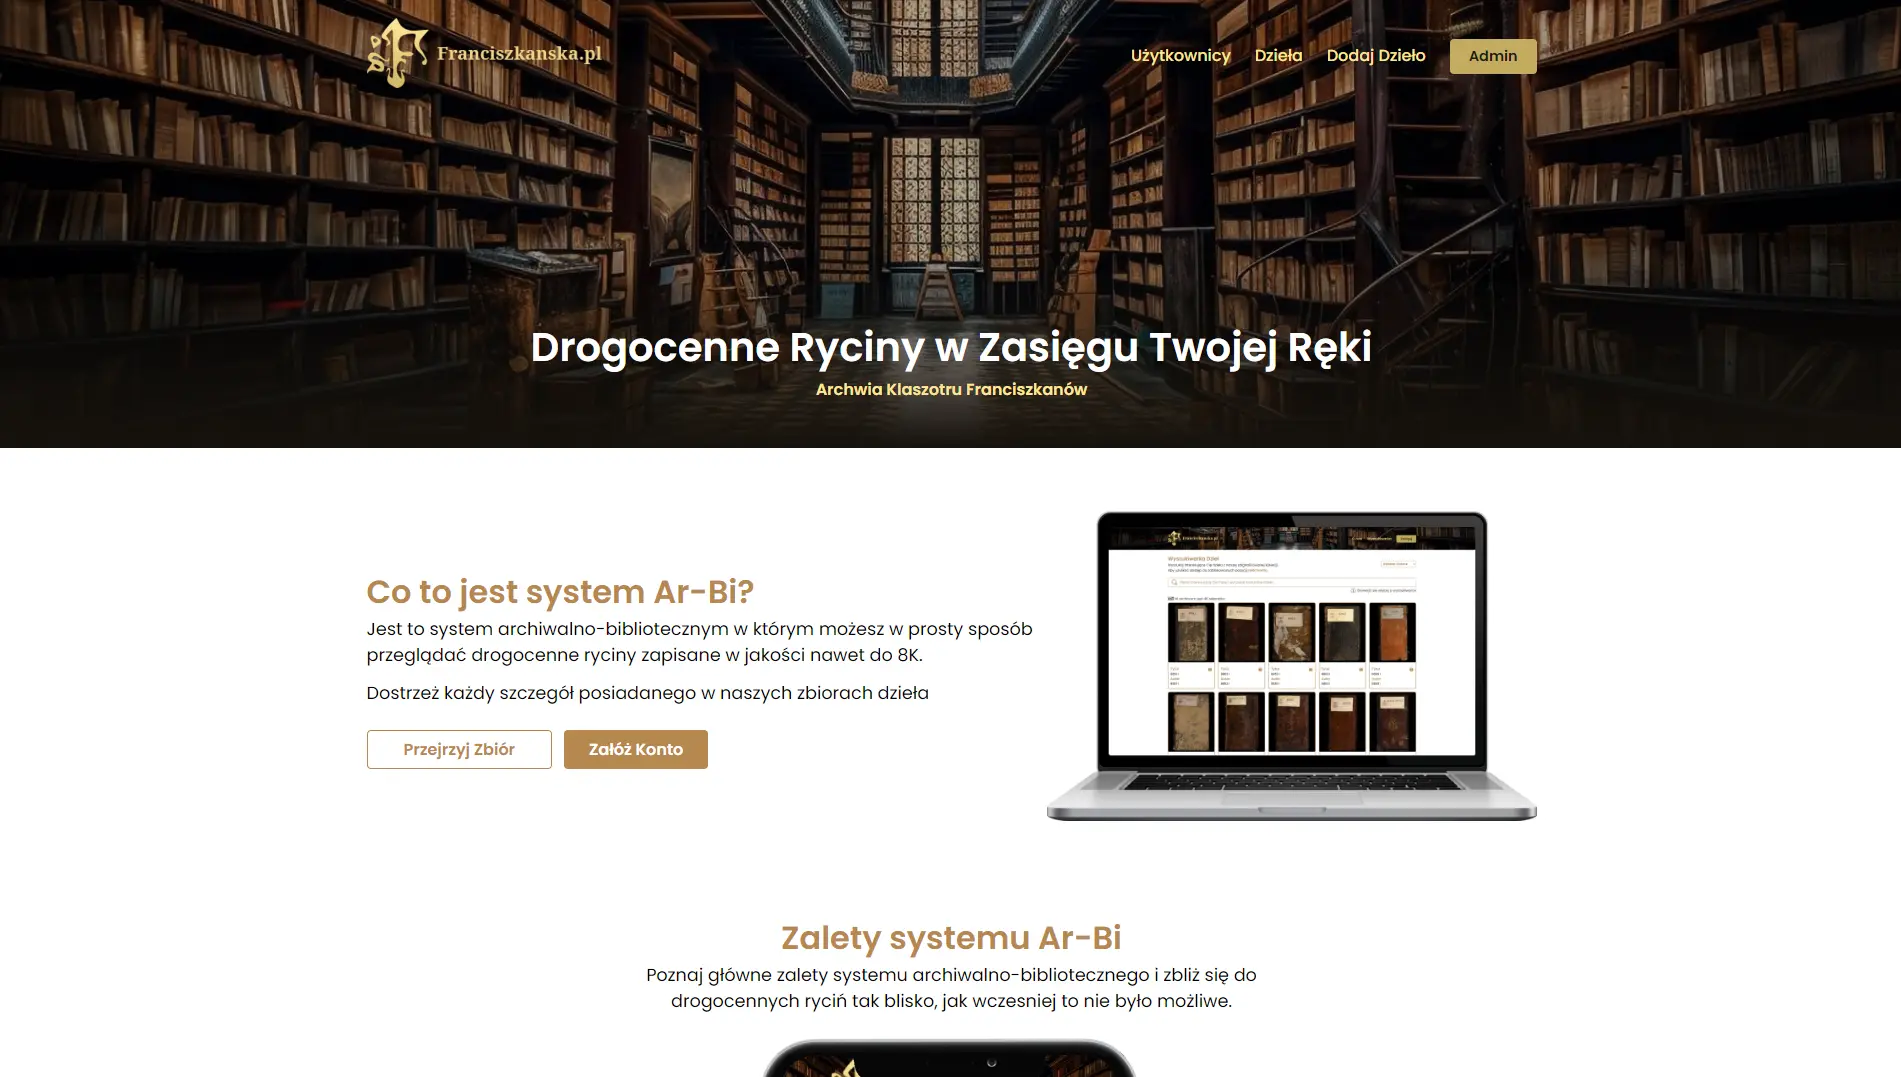 Franciszkanska.pl
Użytkownicy
Dzieła
Dodaj Dzieło
Admin
Drogocenne Ryciny w Zasięgu Twojej Ręki
Archwia Klaszotru Franciszkanów
Co to jest system Ar-Bi?
Jest to system archiwalno-bibliotecznym w którym możesz w prosty sposób
przeglądać drogocenne ryciny zapisane w jakości nawet do 8K.
Dostrzeż każdy szczegół posiadanego w naszych zbiorach dzieła
Przejrzyj Zbiór
Załóż Konto
Zalety systemu Ar-Bi
Poznaj główne zalety systemu archiwalno-bibliotecznego i zbliż się do
drogocennych ryciń tak blisko, jak wczesniej to nie było możliwe.